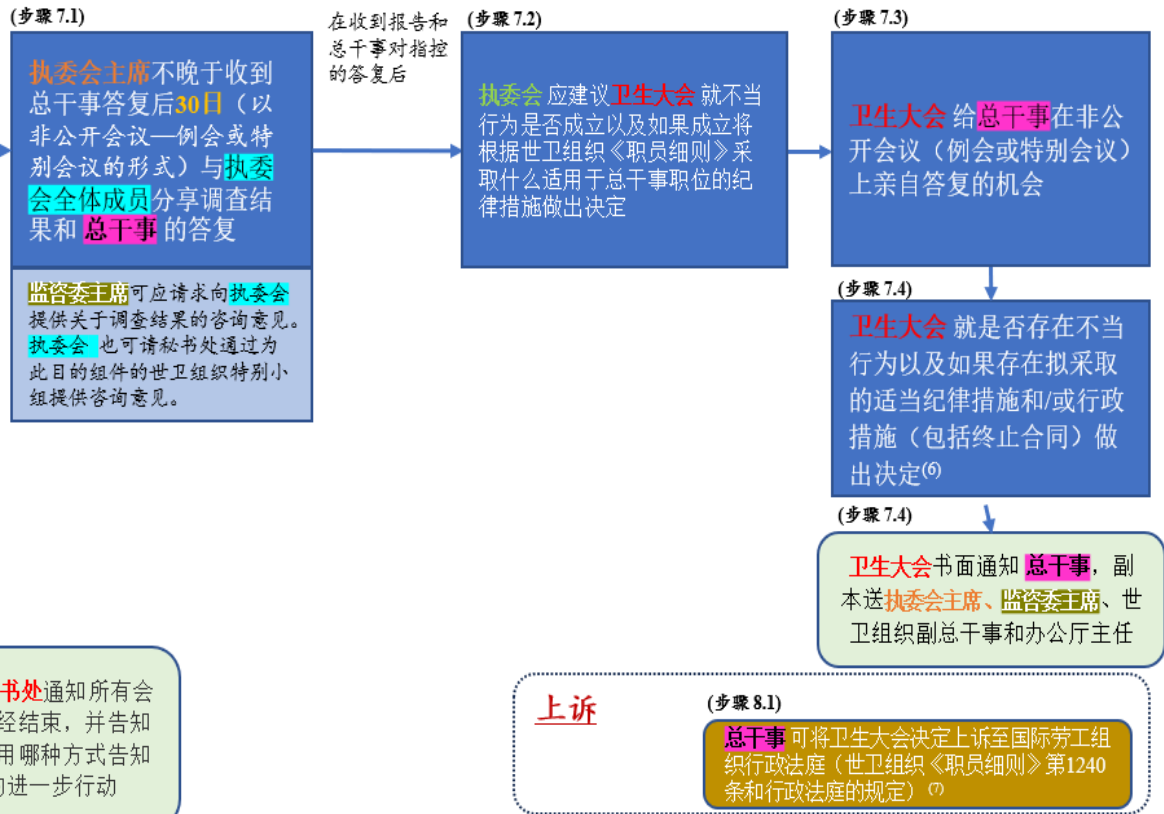 (步骤 7.1)
执委会主席不晚于收到
总干事答复后30日（以
非公开会议—例会或特
别会议的形式）与执委
会全体成员分享调查结
果和 总干事 的答复
监咨委主席可应请求向执委会
提供关于调查结果的咨询意见。
执委会 也可请秘书处通过为
此目的组件的世卫组织特别小
组提供咨询意见。
在收到报告和
总干事对指控
的答复后
(步骤 7.2)
执委会 应建议卫生大会 就不当
行为是否成立以及如果成立将
根据世卫组织《职员细则》采
取什么适用于总干事职位的纪
律措施做出决定
(步骤 7.3)
卫生大会 给总干事在非公
开会议（例会或特别会议）
上亲自答复的机会
(步骤 7.4)
卫生大会 就是否存在不当
行为以及如果存在拟采取
的适当纪律措施和/或行政
措施（包括终止合同）做
出决定(6)
(步骤 7.4)
卫生大会书面通知 总干事，副
本送执委会主席、监咨委主席、世
卫组织副总干事和办公厅主任
书处通知所有会
经结束，并告知
用哪种方式告知
进一步行动
上诉
(步骤 8.1)
总干事 可将卫生大会决定上诉至国际劳工组
织行政法庭（世卫组织《职员细则》第1240
条和行政法庭的规定）(7)